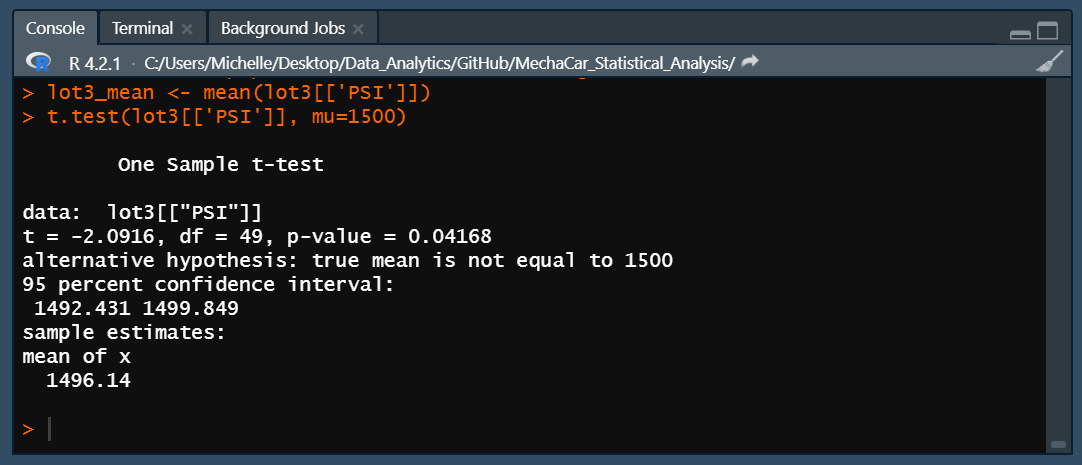 Console Terminal Background Jobs
R R 4.2.1 · C:/Users/Michelle/Desktop/Data_Analytics/GitHub/MechaCar_Statistical_Analysis/
> lot3_mean <- mean(lot3[['PSI']])
> t.test(lot3[['PSI']], mu=1500)
One Sample t-test
data:  lot3[["PSI"]]
t = -2.0916, df = 49, p-value = 0.04168
alternative hypothesis: true mean is not equal to 1500
95 percent confidence interval:
1492.431 1499.849
sample estimates:
mean of x
1496.14
>